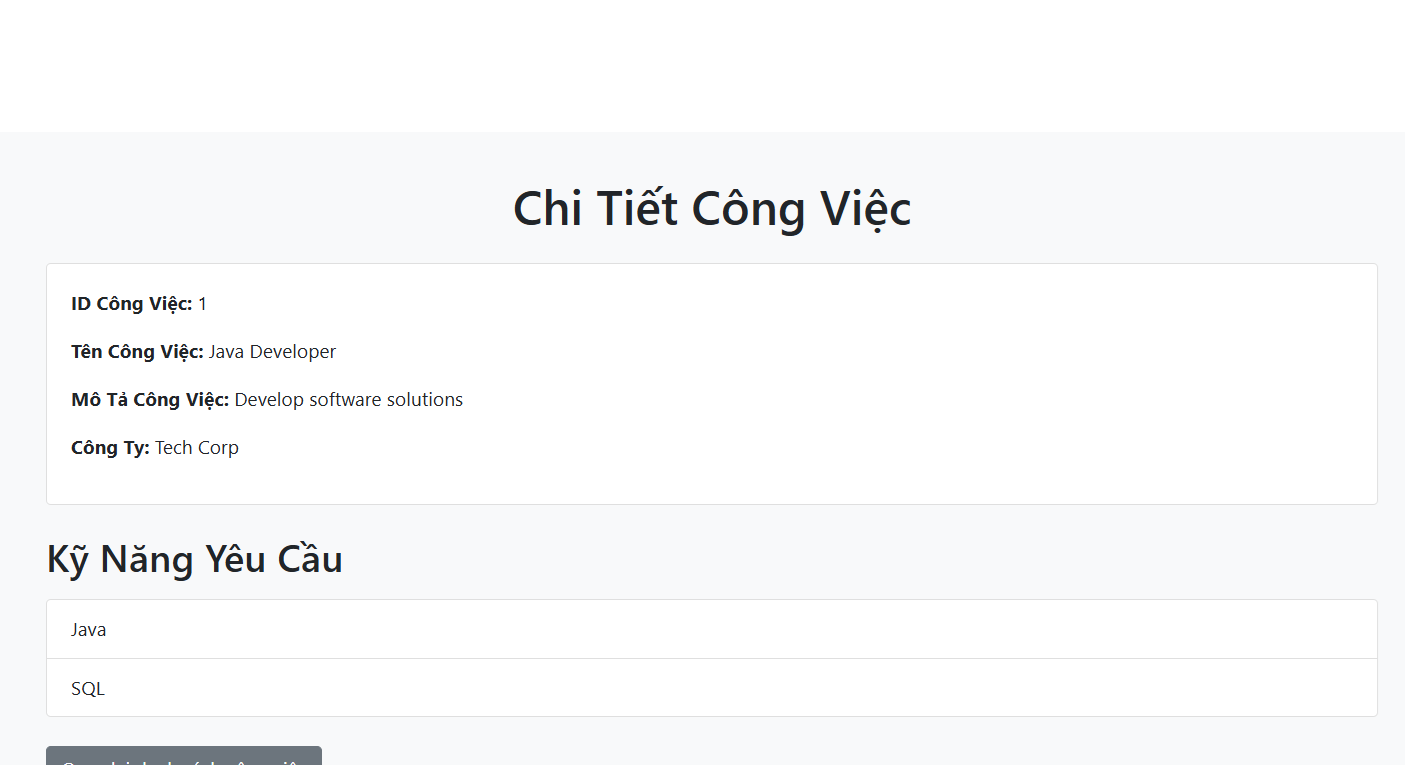 Chi Tiết Công Việc
ID Công Việc: 1
Tên Công Việc: Java Developer
Mô Tả Công Việc: Develop software solutions
Công Ty: Tech Corp
Kỹ Năng Yêu Cầu
Java
SQL